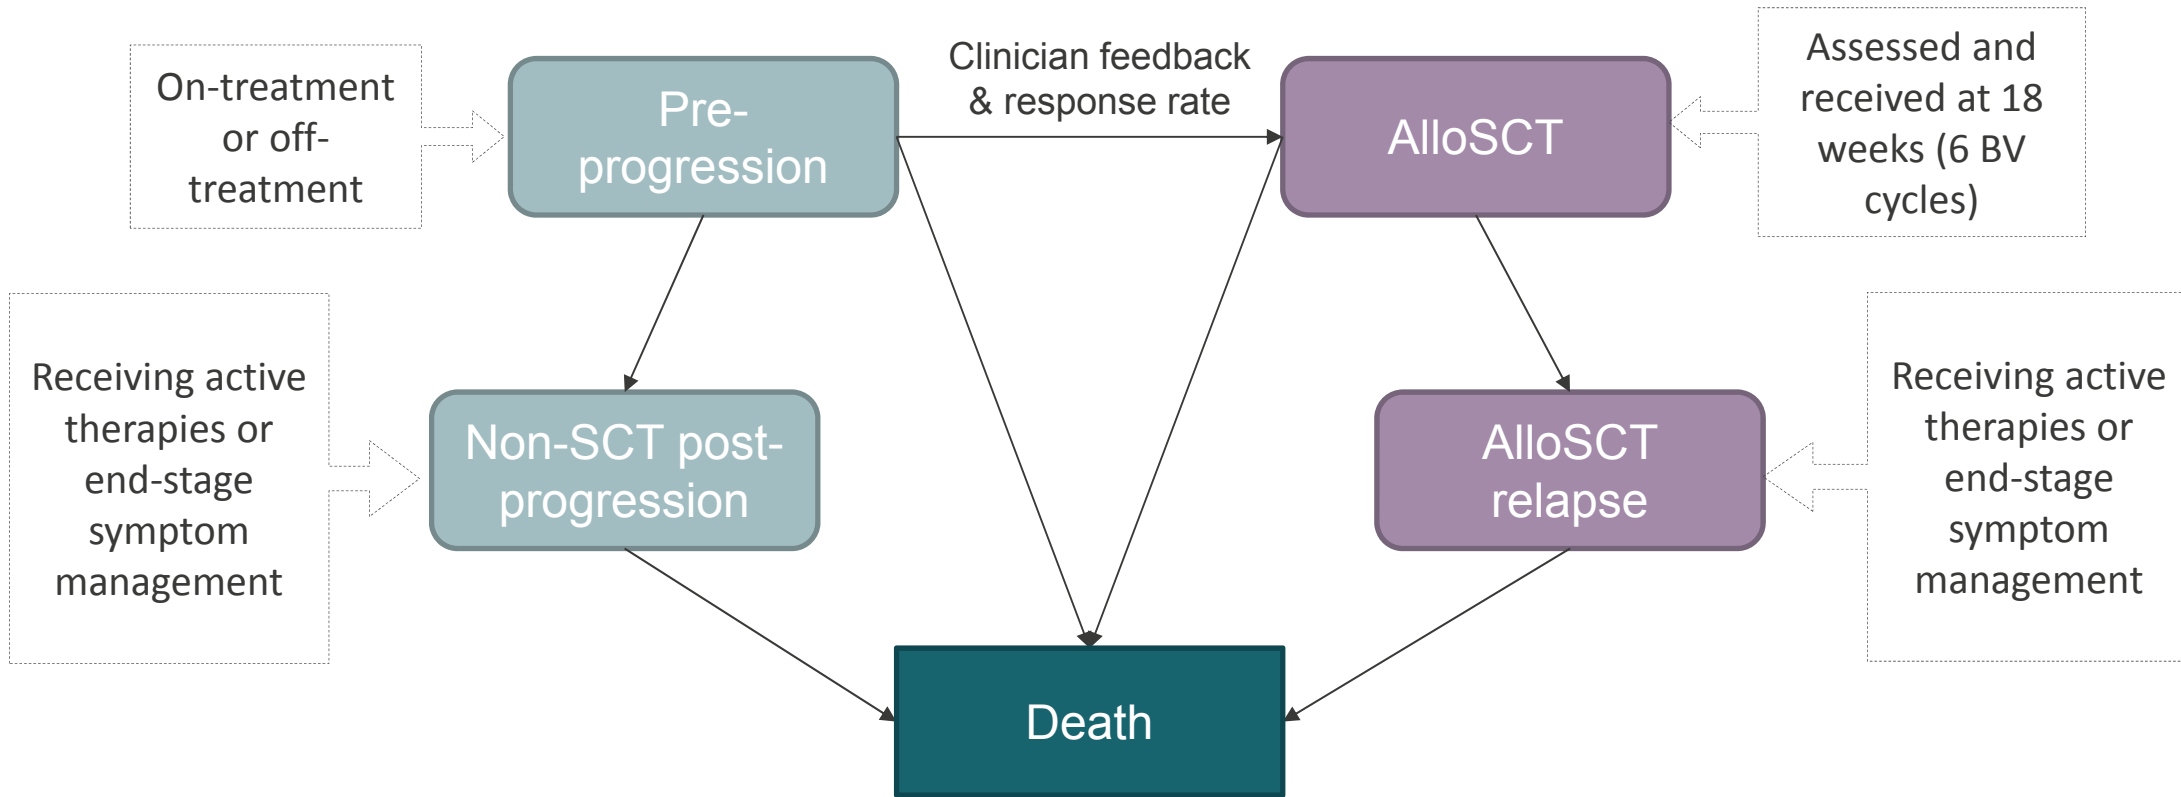 On-treatment
or off-
treatment
Pre-
progression
Clinician feedback
& response rate
AlloSCT
Assessed and
received at 18
weeks (6 BV
cycles)
Receiving active
therapies or
end-stage
symptom
management
Non-SCT post-
progression
AlloSCT
relapse
Receiving active
therapies or
end-stage
symptom
management
Death